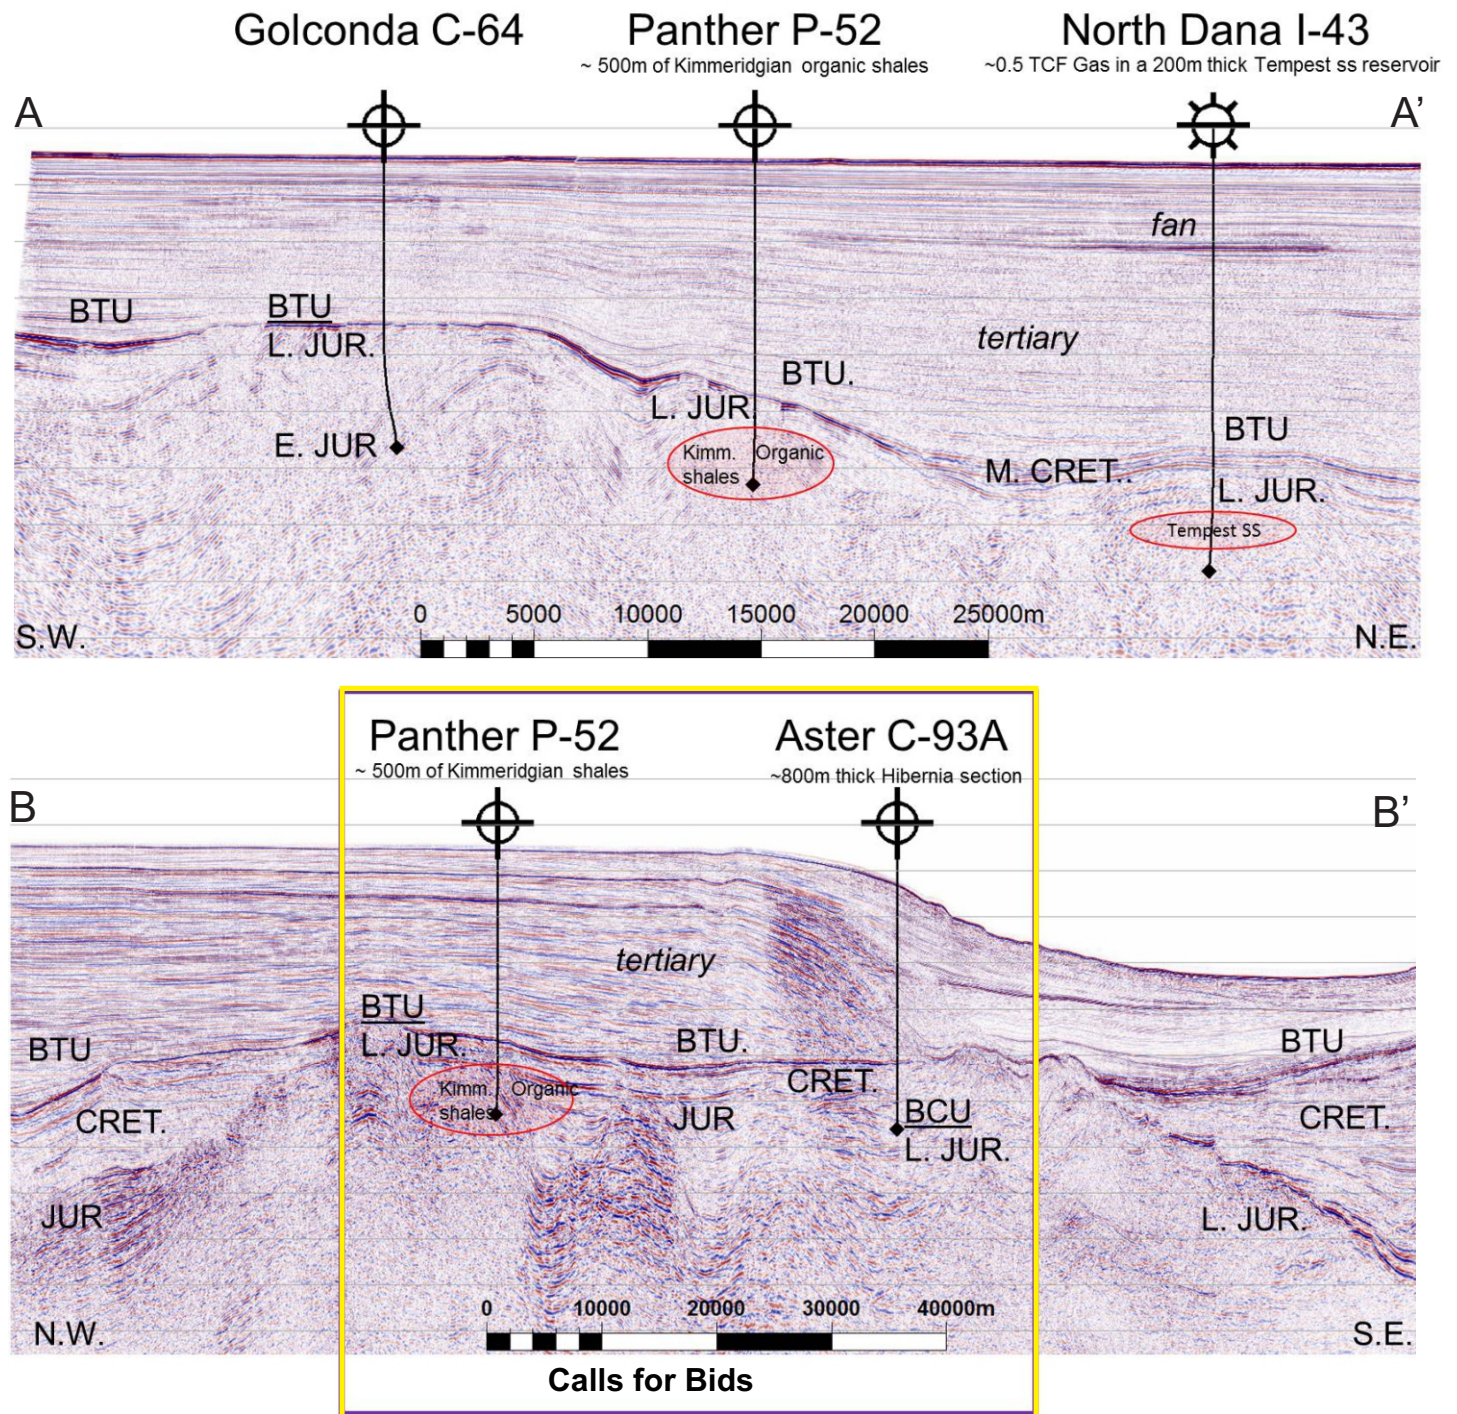 Golconda C-64
Panther P-52
North Dana I-43
~ 500m of Kimmeridgian organic shales
~0.5 TCF Gas in a 200m thick Tempest ss reservoir
A
A’
fan
BTU
BTU
L. JUR.
tertiary
BTU.
L. JUR.
BTU
E. JUR
Kimm. Organic
shales
M. CRET..
L. JUR.
Tempest SS
0 5000 10000 15000 20000 25000m
S.W.
N.E.
Panther P-52
Aster C-93A
~ 500m of Kimmeridgian shales
~800m thick Hibernia section
B
B’
tertiary
BTU
L. JUR.
BTU
BTU.
BTU
Kimm. Organic
shales
CRET.
CRET.
JUR
BCU
L. JUR.
CRET.
JUR
L. JUR.
0 10000 20000 30000 40000m
N.W.
S.E.
Calls for Bids